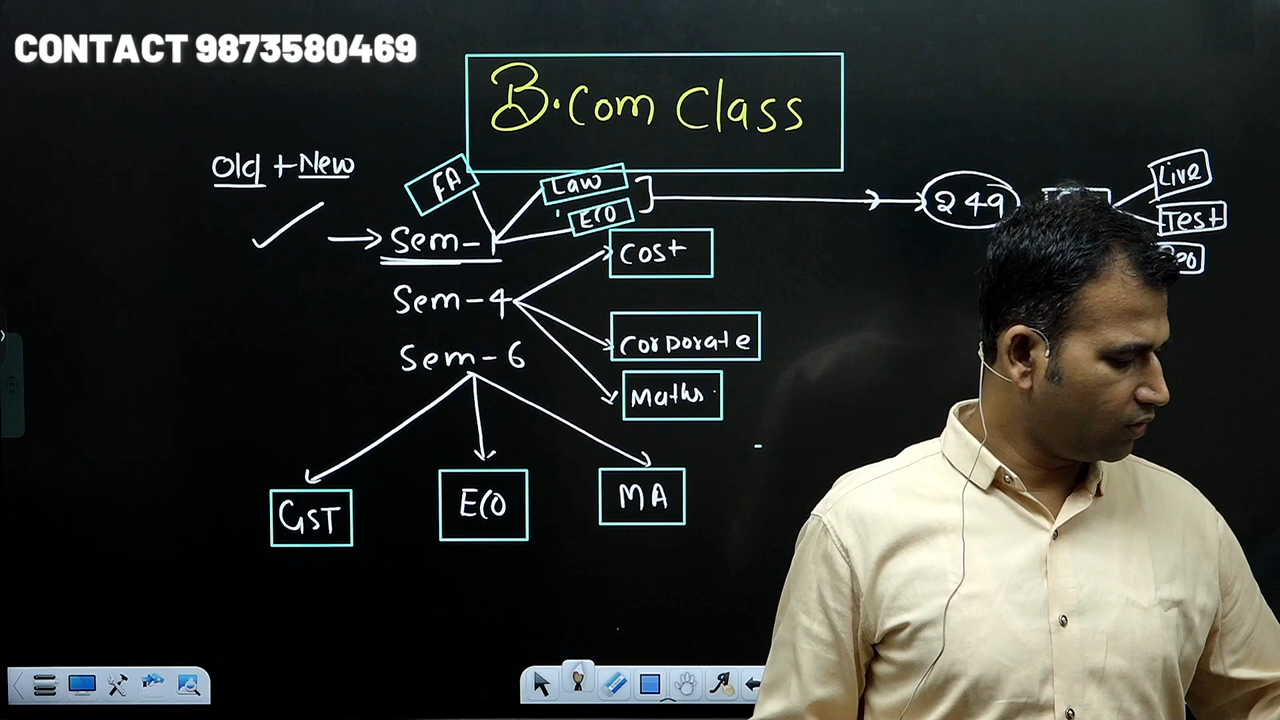 CONTACT 9873580469
B.Com Class
Old + New
FA
Law
ECO
249
Live
Test
Sem-1
Cost
Sem-4
Corporate
Sem-6
Maths
GST
ECO
MA